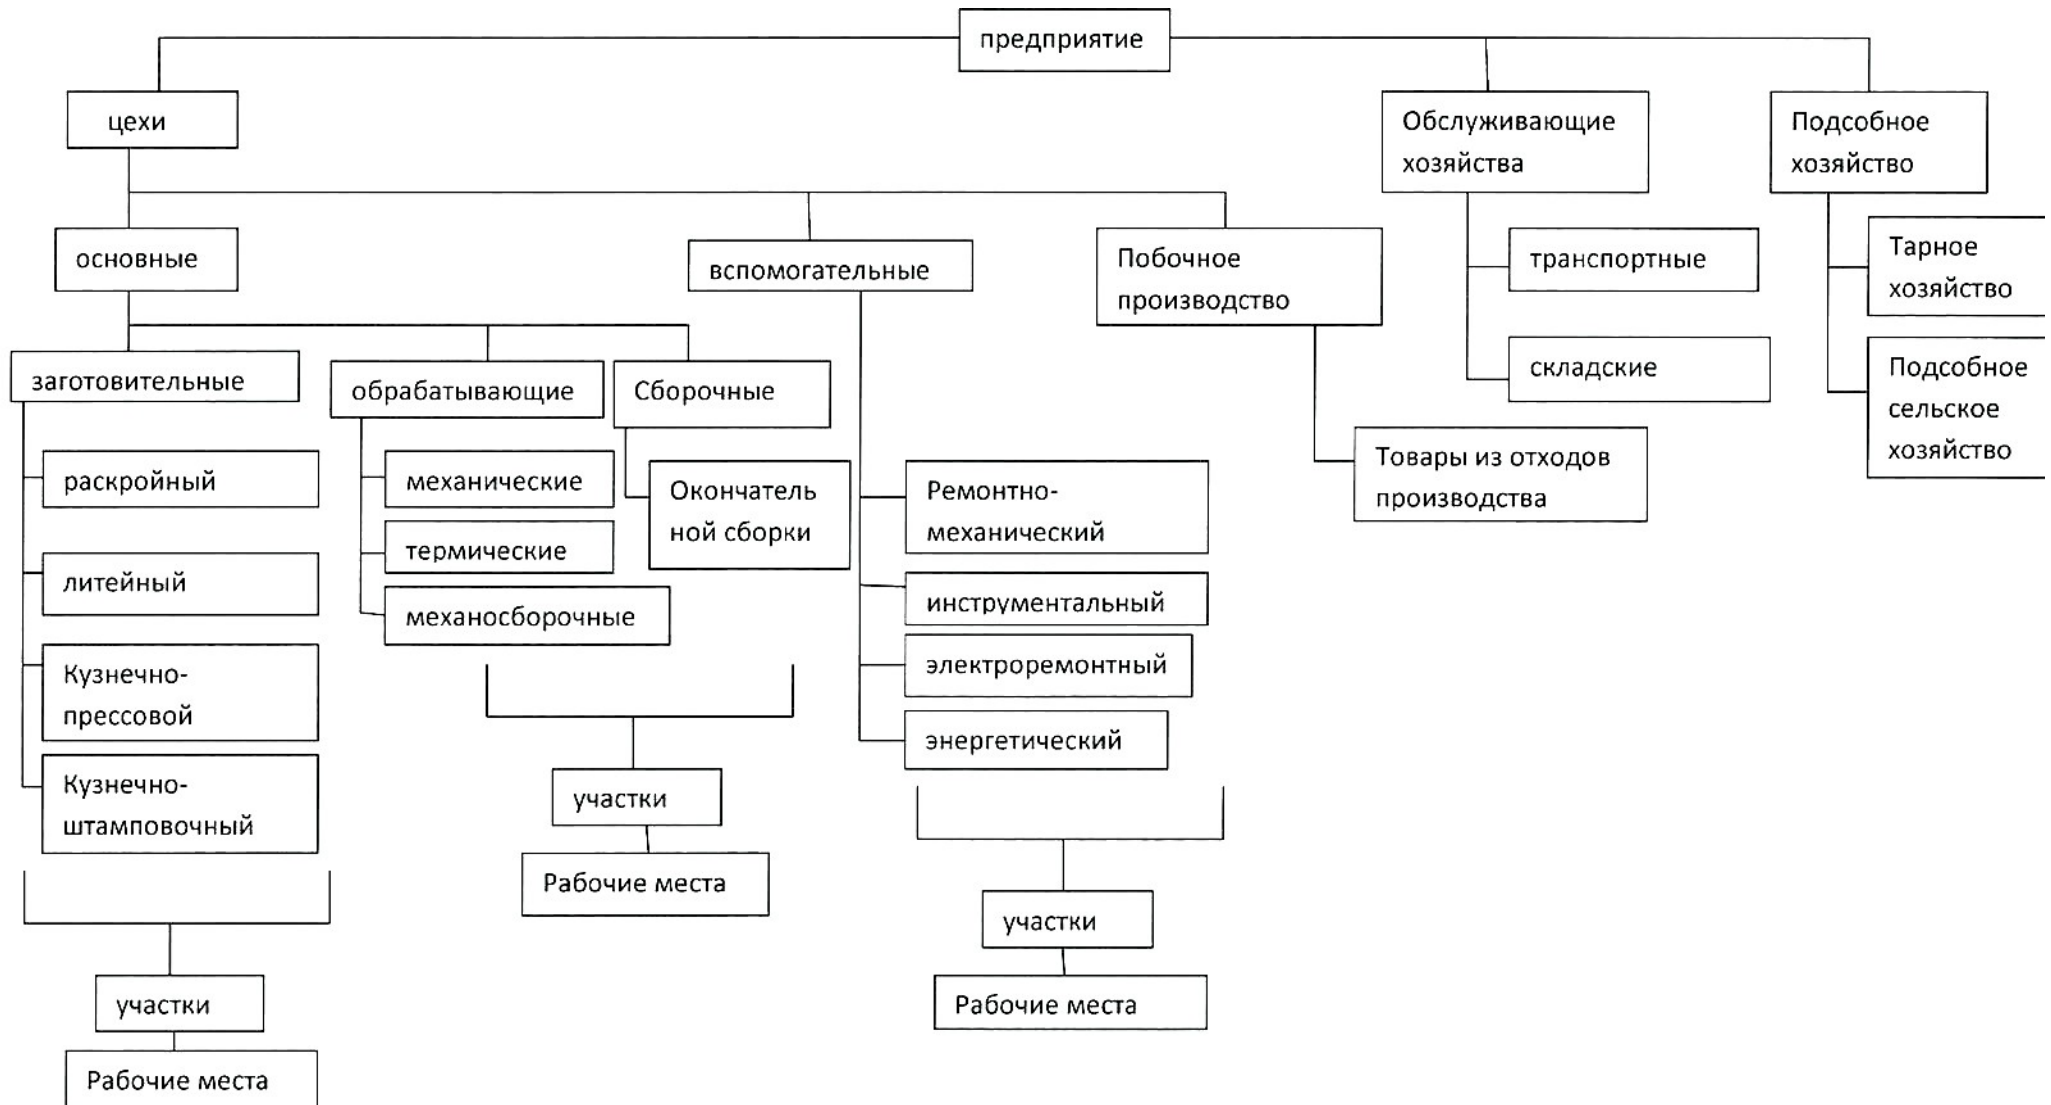 предприятие
цехи
Обслуживающие
хозяйства
Подсобное
хозяйство
основные
вспомогательные
Побочное
производство
транспортные
Тарное
хозяйство
складские
Подсобное
сельское
хозяйство
заготовительные
обрабатывающие
Сборочные
раскройный
литейный
Кузнечно-
прессовой
Кузнечно-
штамповочный
механические
термические
механосборочные
Окончатель
ной сборки
Ремонтно-
механический
инструментальный
электроремонтный
энергетический
Товары из отходов
производства
участки
Рабочие места
участки
Рабочие места
участки
Рабочие места